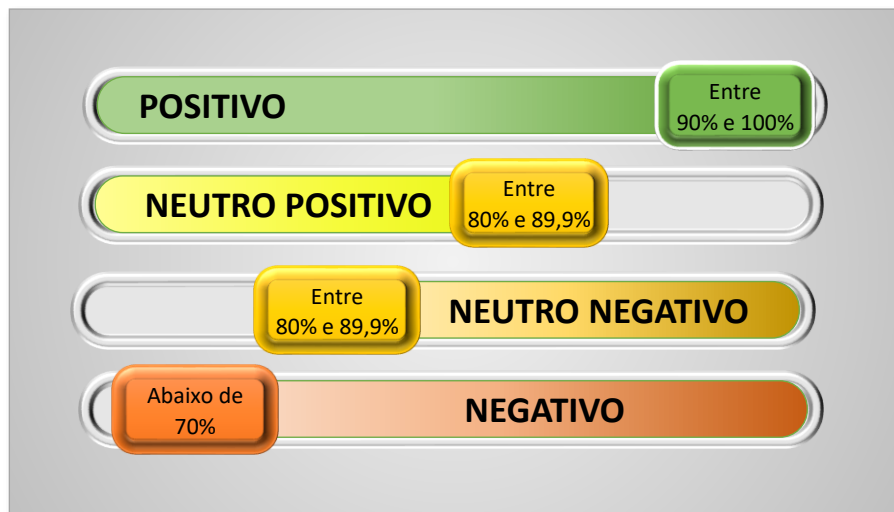 POSITIVO
Entre
90% e 100%
NEUTRO POSITIVO
Entre
80% e 89,9%
Entre
80% e 89,9%
NEUTRO NEGATIVO
Abaixo de
70%
NEGATIVO